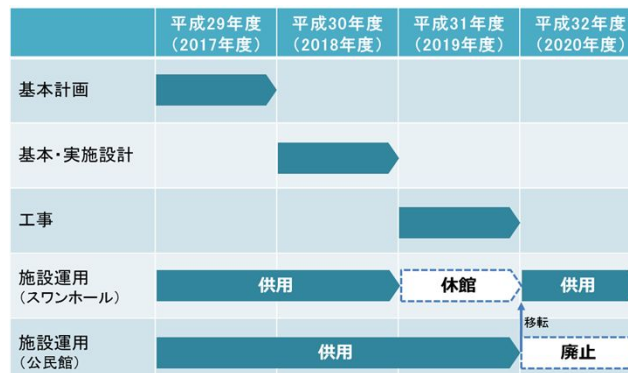 平成29年度 平成30年度 平成31年度 平成32年度
（2017年度） （2018年度） （2019年度） （2020年度）
基本計画
基本・実施設計
工事
施設運用
（スワンホール）
供用 休館 供用
移転
施設運用
（公民館）
供用 廃止